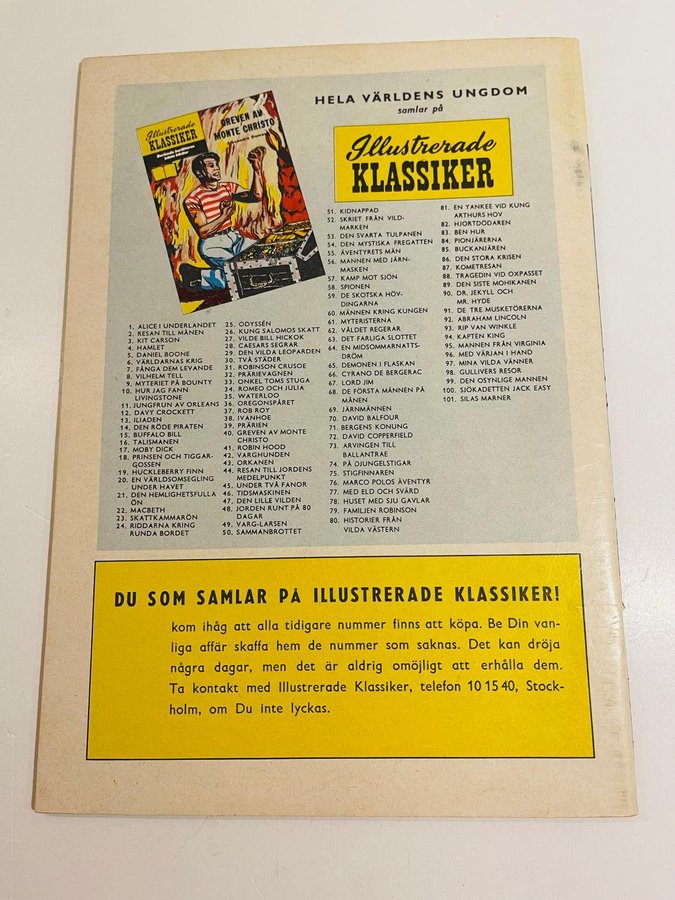 HELA VÄRLDENS UNGDOM
samlar på
Illustrerade
KLASSIKER
Illustrerade
KLASSIKER
GREVEN AV
MONTE CHRISTO
1. ALICE I UNDERLANDET
2. RESAN TILL MÅNEN
3. KIT CARSON
4. HAMLET
5. DANIEL BOONE
6. VÄRLDARNAS KRIG
7. FÅNGA DEM LEVANDE
8. VILHELM TELL
9. MYTERIET PÅ BOUNTY
10. HUR JAG FANN
LIVINGSTONE
11. JUNGFRUN AV ORLEANS
12. DAVY CROCKETT
13. ILIADEN
14. DEN RÖDE PIRATEN
15. BUFFALO BILL
16. TALISMANEN
17. MOBY DICK
18. PRINSEN OCH TIGGAR-
GOSSEN
19. HUCKLEBERRY FINN
20. EN VÄRLDSOMSEGLING
UNDER HAVET
21. DEN HEMLIGHETSFULLA
ÖN
22. MACBETH
23. SKATTKAMMARÖN
24. RIDDARNA KRING
RUNDA BORDET
25. ODYSSÉN
26. KUNG SALOMOS SKATT
27. VILDE BILL HICKOK
28. CAESARS SEGRAR
29. DEN VILDA LEOPARDEN
30. TVÅ STÄDER
31. ROBINSON CRUSOE
32. PRÄRIEVAGNEN
33. ONKEL TOMS STUGA
34. ROMEO OCH JULIA
35. WATERLOO
36. OREGONSPÅRET
37. ROB ROY
38. IVANHOE
39. PRÄRIEN
40. GREVEN AV MONTE
CHRISTO
41. ROBIN HOOD
42. VARGHUNDEN
43. ORKANEN
44. RESAN TILL JORDENS
MEDELPUNKT
45. UNDER TVÅ FANOR
46. TIDSMASKINEN
47. DEN LILLE VILDEN
48. JORDEN RUNT PÅ 80
DAGAR
49. VARG-LARSEN
50. SAMMANBROTTET
51. KIDNAPPAD
52. SKRIET FRÅN VILD-
MARKEN
53. DEN SVARTA TULPANEN
54. DEN MYSTISKA FREGATTEN
55. ÄVENTYRETS MÄN
56. MANNEN MED JÄRN-
MASKEN
57. KAMP MOT SJÖN
58. SPIONEN
59. DE SKOTSKA HÖV-
DINGARNA
60. MÄNNEN KRING KUNGEN
61. MYTERISTERNA
62. VÅLDET REGERAR
63. DET FARLIGA SLOTTET
64. EN MIDSOMMARNATTS-
DRÖM
65. DEMONEN I FLASKAN
66. CYRANO DE BERGERAC
67. LORD JIM
68. DE FÖRSTA MÄNNEN PÅ
MÅNEN
69. JÄRNMÄNNEN
70. DAVID BALFOUR
71. BERGENS KONUNG
72. DAVID COPPERFIELD
73. ARVINGEN TILL
BALLANTRAE
74. PÅ DJUNGELSTIGAR
75. STIGFINNAREN
76. MARCO POLOS ÄVENTYR
77. MED ELD OCH SVÄRD
78. HUSET MED SJU GAVLAR
79. FAMILJEN ROBINSON
80. HISTORIER FRÅN
VILDA VÄSTERN
81. EN YANKEE VID KUNG
ARTHURS HOV
82. HJORTDÖDAREN
83. BEN HUR
84. PIONJÄRERNA
85. BUCKANJÄREN
86. DEN STORA KRISEN
87. KOMETRESAN
88. TRAGEDIN VID OXPASSET
89. DEN SISTE MOHIKANEN
90. DR. JEKYLL OCH
MR. HYDE
91. DE TRE MUSKETÖRERNA
92. ABRAHAM LINCOLN
93. RIP VAN WINKLE
94. KAPTEN KING
95. MANNEN FRÅN VIRGINIA
96. MED VÄRJAN I HAND
97. MINA VILDA VÄNNER
98. GULLIVERS RESOR
99. DEN OSYNLIGE MANNEN
100. SJÖKADETTEN JACK EASY
101. SILAS MARNER
DU SOM SAMLAR PÅ ILLUSTRERADE KLASSIKER!
kom ihåg att alla tidigare nummer finns att köpa. Be Din van-
liga affär skaffa hem de nummer som saknas. Det kan dröja
några dagar, men det är aldrig omöjligt att erhålla dem.
Ta kontakt med Illustrerade Klassiker, telefon 10 15 40, Stock-
holm, om Du inte lyckas.